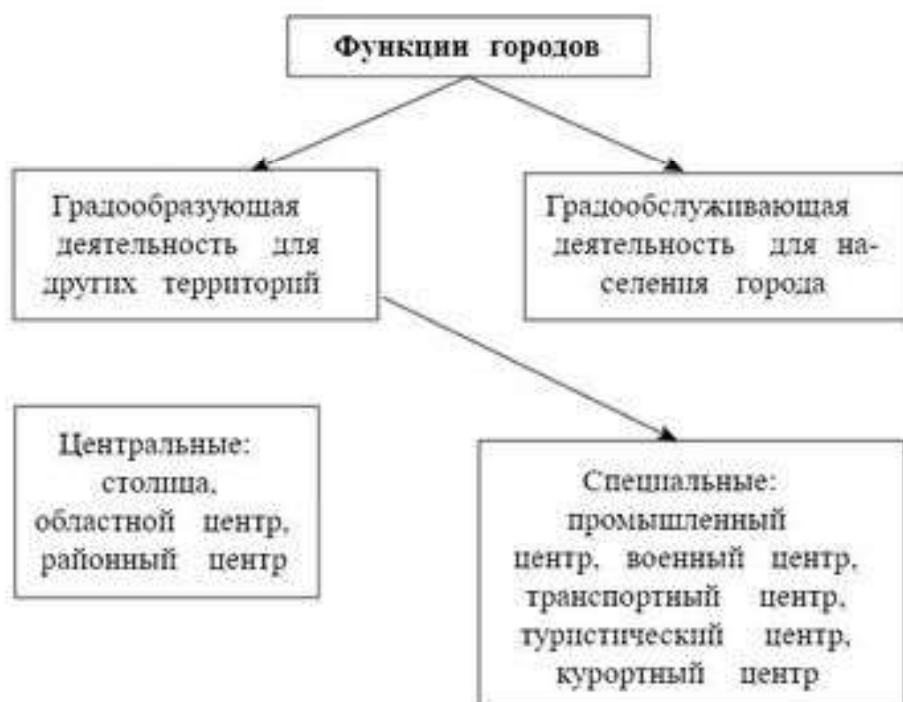 Функции городов
Градообразующая
деятельность для
других территорий
Градообслуживающая
деятельность для на-
селения города
Центральные:
столица,
областной центр,
районный центр
Специальные:
промышленный
центр, военный центр,
транспортный центр,
туристический центр,
курортный центр